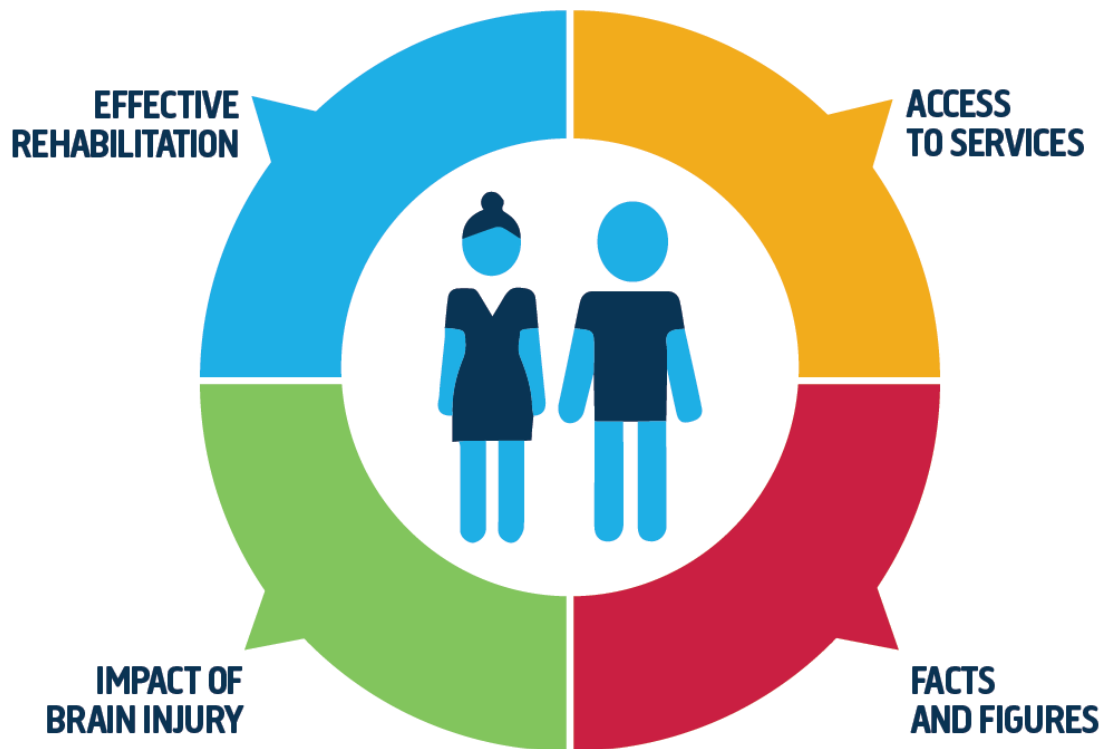 EFFECTIVE
REHABILITATION
ACCESS
TO SERVICES
IMPACT OF
BRAIN INJURY
FACTS
AND FIGURES